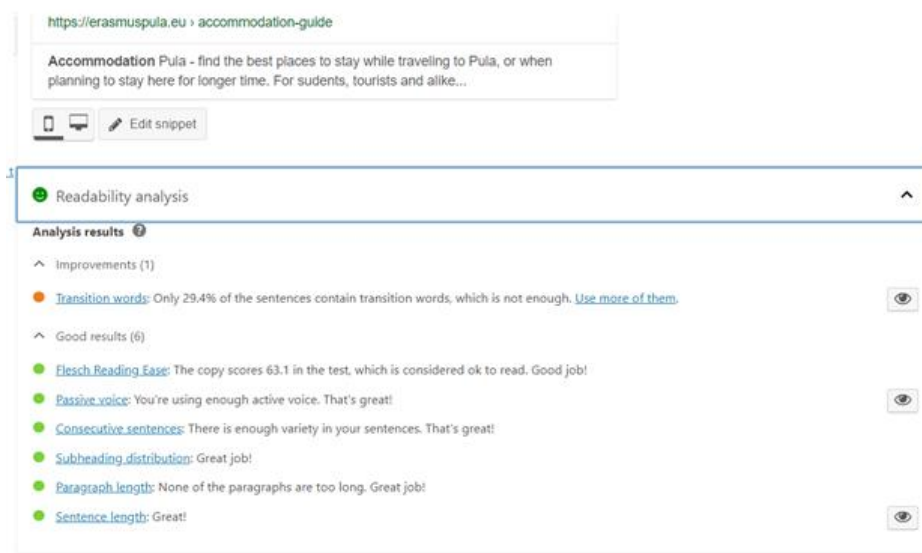 https://erasmuspula.eu › accommodation-guide
Accommodation Pula - find the best places to stay while traveling to Pula, or when
planning to stay here for longer time. For sudents, tourists and alike...
Edit snippet
t
Readability analysis
Analysis results
Improvements (1)
Transition words: Only 29.4% of the sentences contain transition words, which is not enough. Use more of them.
Good results (6)
Flesch Reading Ease: The copy scores 63.1 in the test, which is considered ok to read. Good job!
Passive voice: You're using enough active voice. That's great!
Consecutive sentences: There is enough variety in your sentences. That's great!
Subheading distribution: Great job!
Paragraph length: None of the paragraphs are too long. Great job!
Sentence length: Great!